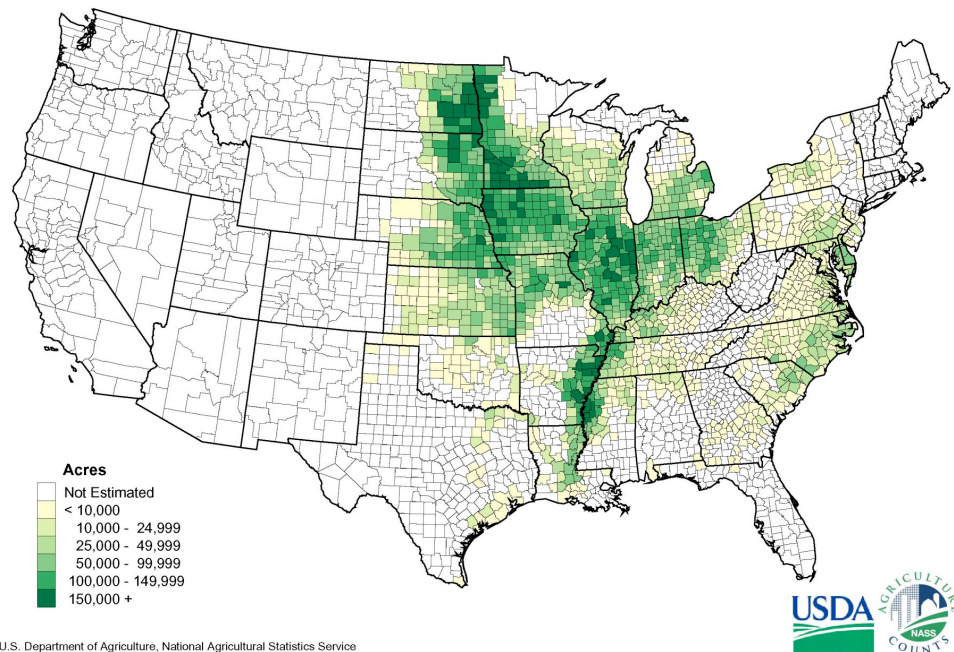 Acres
Not Estimated
< 10,000
10,000 - 24,999
25,000 - 49,999
50,000 - 99,999
100,000 - 149,999
150,000 +
USDA
AGRICULTURE
NASS
COUNTS
U.S. Department of Agriculture, National Agricultural Statistics Service